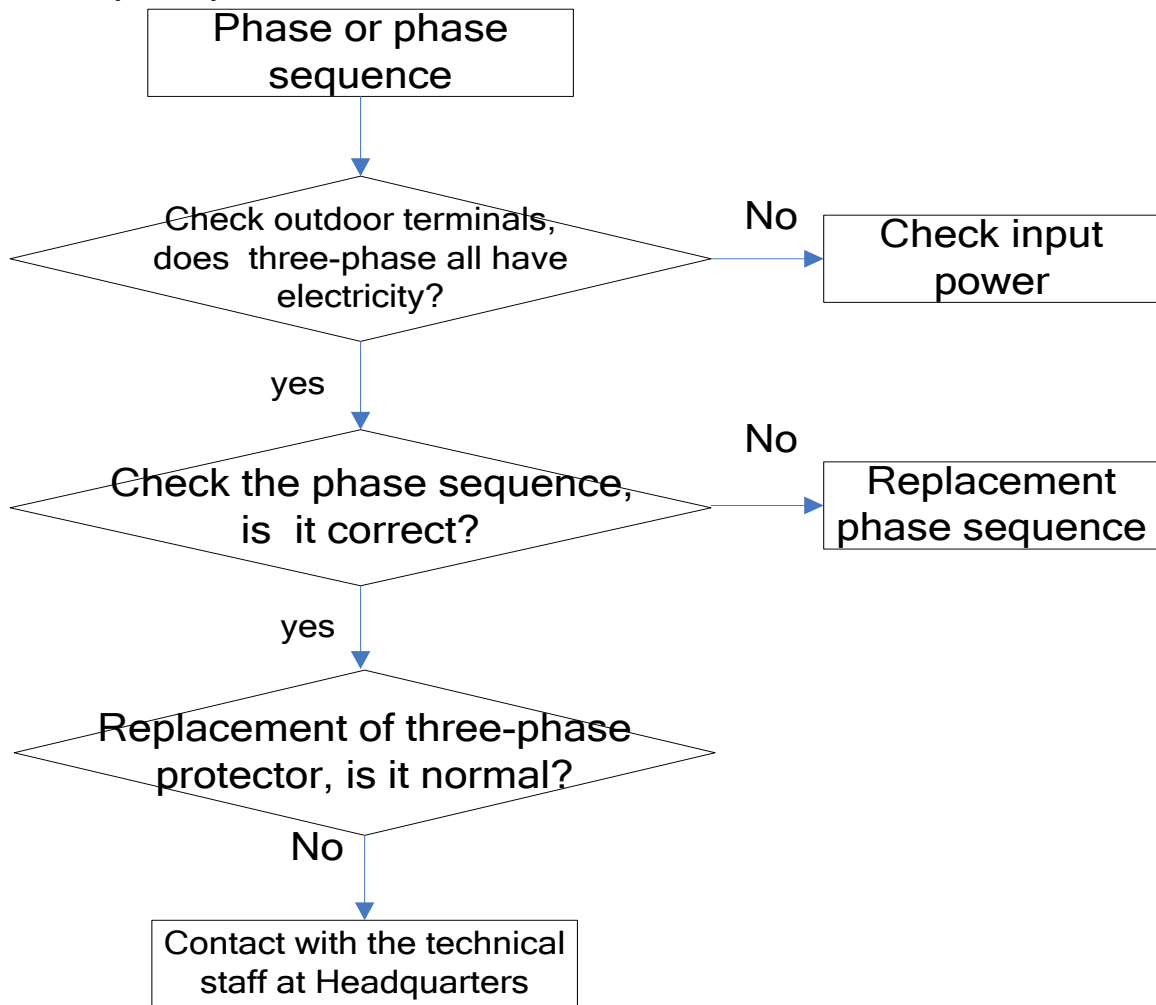 Phase or phase
sequence
Check outdoor terminals,
does three-phase all have
electricity?
No
Check input
power
yes
Check the phase sequence,
is it correct?
No
Replacement
phase sequence
yes
Replacement of three-phase
protector, is it normal?
No
Contact with the technical
staff at Headquarters